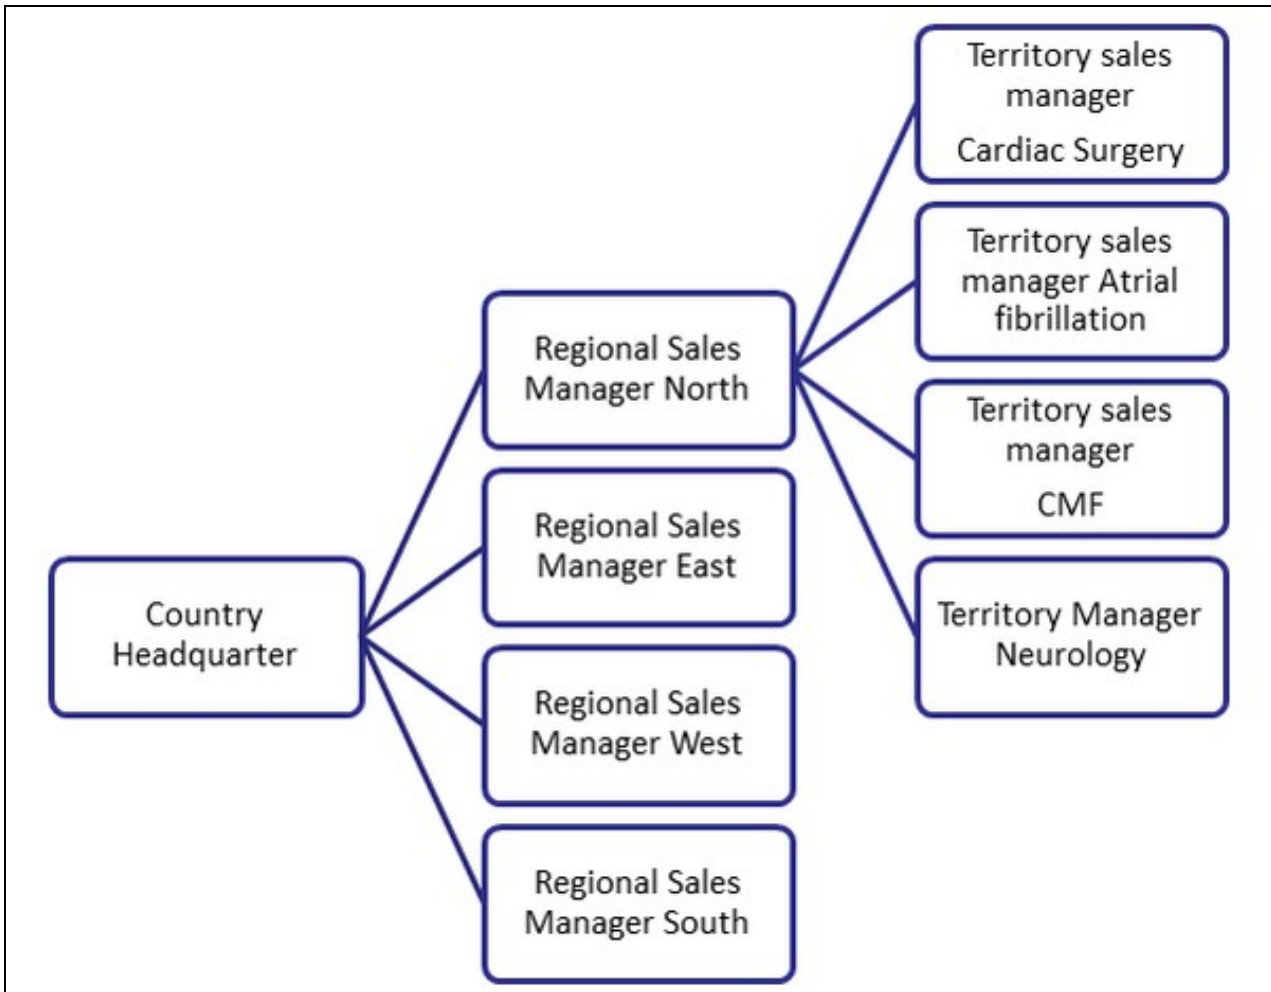 Country
Headquarter
Regional Sales
Manager North
Regional Sales
Manager East
Regional Sales
Manager West
Regional Sales
Manager South
Territory sales
manager
Cardiac Surgery
Territory sales
manager Atrial
fibrillation
Territory sales
manager
CMF
Territory Manager
Neurology